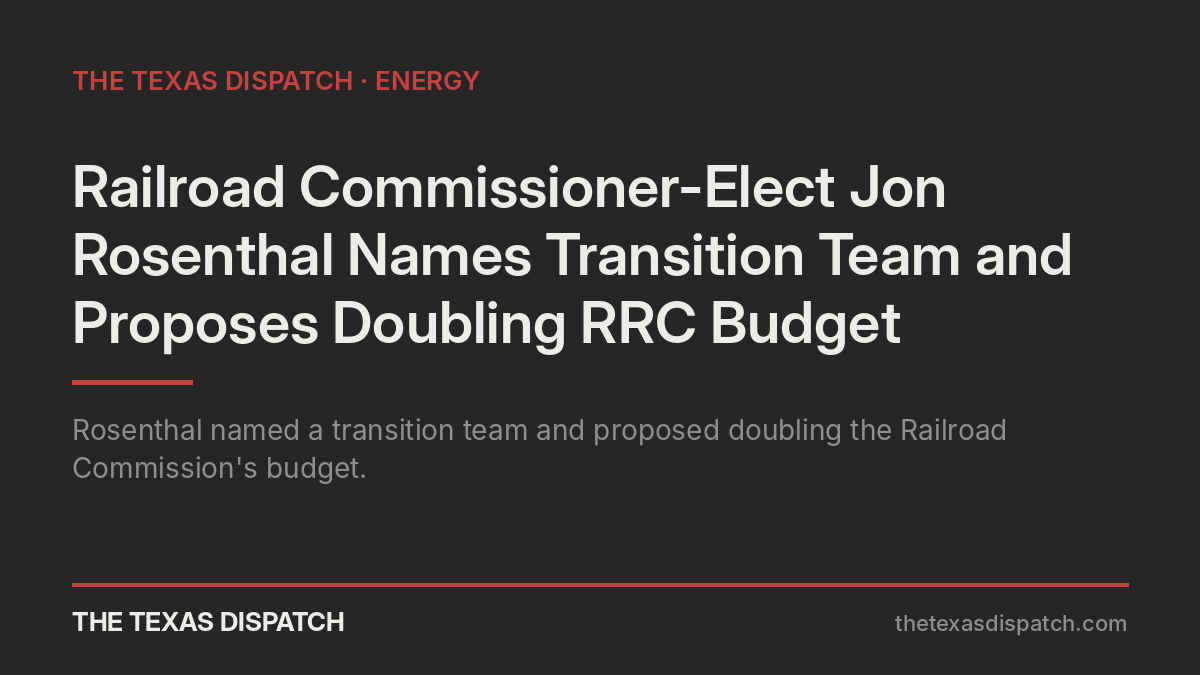 THE TEXAS DISPATCH · ENERGY
Railroad Commissioner-Elect Jon
Rosenthal Names Transition Team and
Proposes Doubling RRC Budget
Rosenthal named a transition team and proposed doubling the Railroad
Commission's budget.
THE TEXAS DISPATCH
thetexasdispatch.com